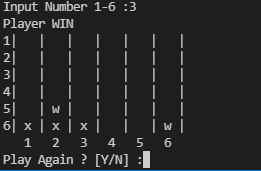 Input Number 1-6 :3
Player WIN
1|   |   |   |   |   |   |
2|   |   |   |   |   |   |
3|   |   |   |   |   |   |
4|   |   |   |   |   |   |
5|   | w |   |   |   |   |
6| x | x | x |   |   | w |
   1   2   3   4   5   6
Play Again ? [Y/N] :